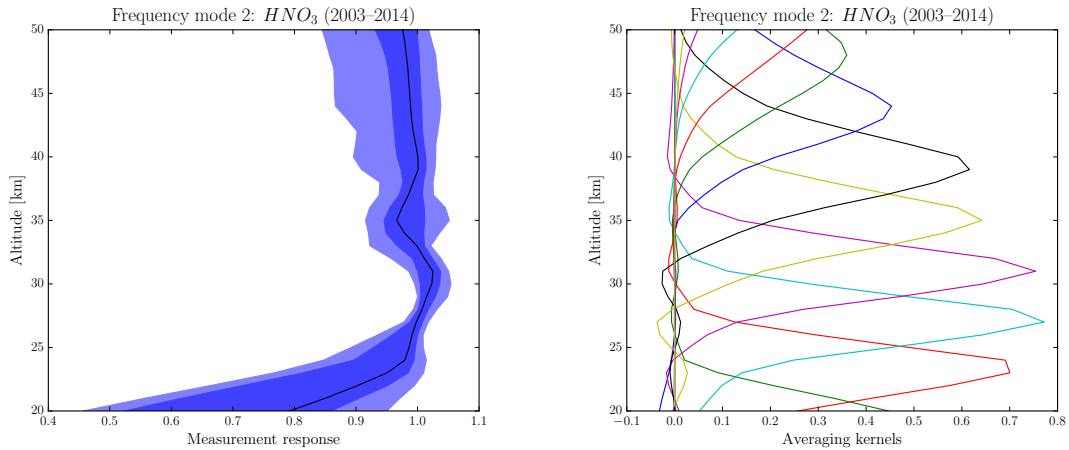 Frequency mode 2: HNO₃ (2003–2014)
50
45
40
35
30
25
20
Altitude [km]
0.4 0.5 0.6 0.7 0.8 0.9 1.0 1.1
Measurement response
Frequency mode 2: HNO₃ (2003–2014)
50
45
40
35
30
25
20
Altitude [km]
−0.1 0.0 0.1 0.2 0.3 0.4 0.5 0.6 0.7 0.8
Averaging kernels